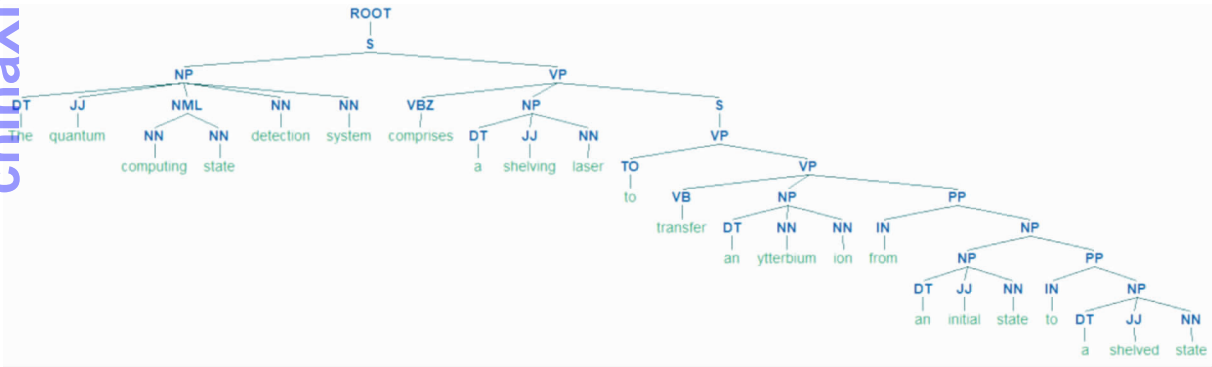 ROOT
S
NP VP
DT JJ NML NN NN VBZ NP S
The quantum NN NN detection system comprises DT JJ NN VP
computing state a shelving laser TO VP
to VB NP PP
transfer DT NN NN IN NP
an ytterbium ion from NP PP
DT JJ NN IN NP
an initial state to DT JJ NN
a shelved state